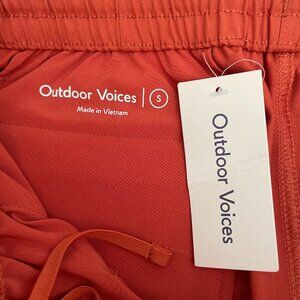 Outdoor Voices | S
Made in Vietnam
Outdoor Voices